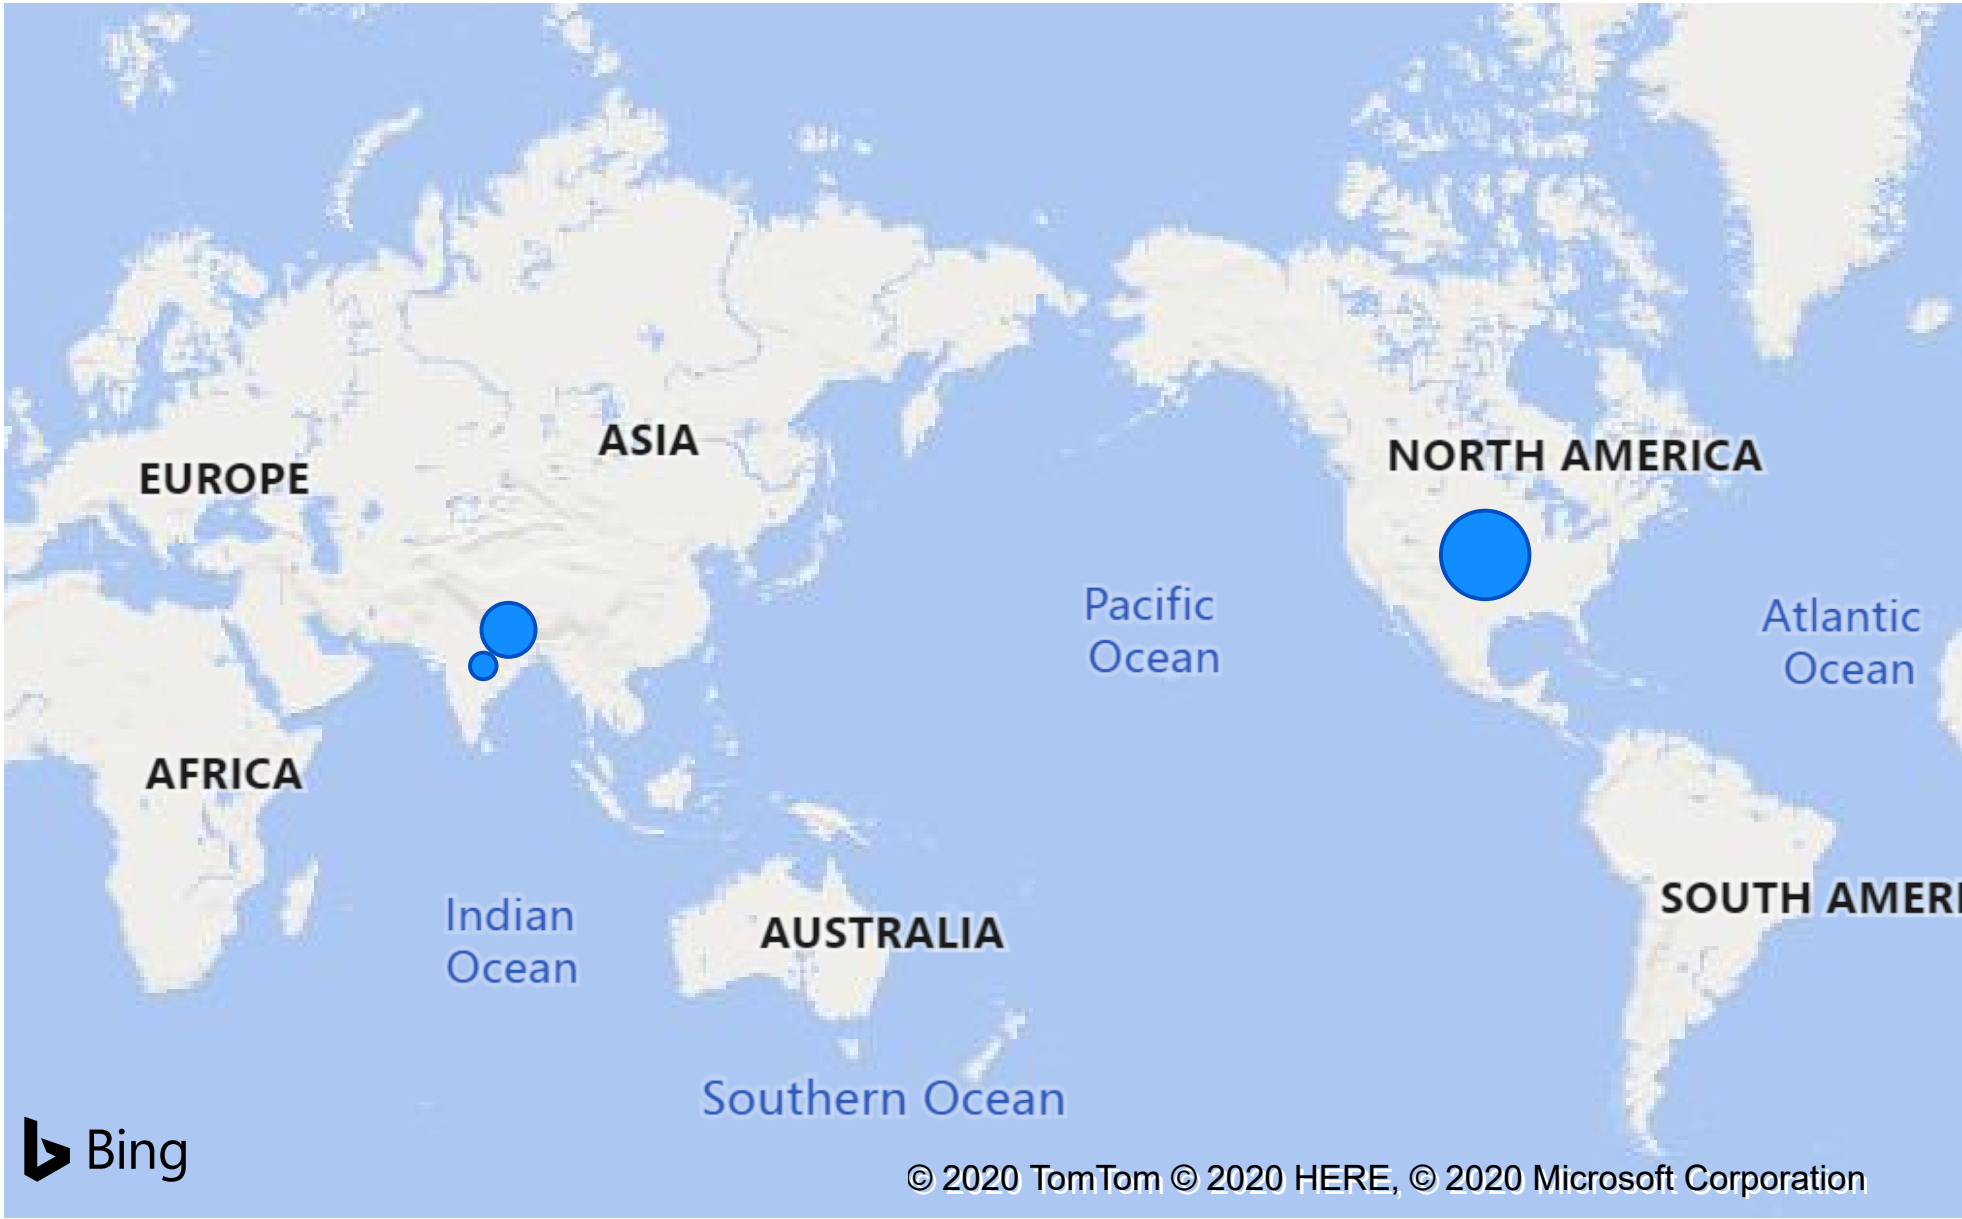 ASIA
NORTH AMERICA
EUROPE
Pacific
Ocean
Atlantic
Ocean
AFRICA
SOUTH AMERI
Indian
Ocean
AUSTRALIA
Southern Ocean
Bing
© 2020 TomTom © 2020 HERE, © 2020 Microsoft Corporation